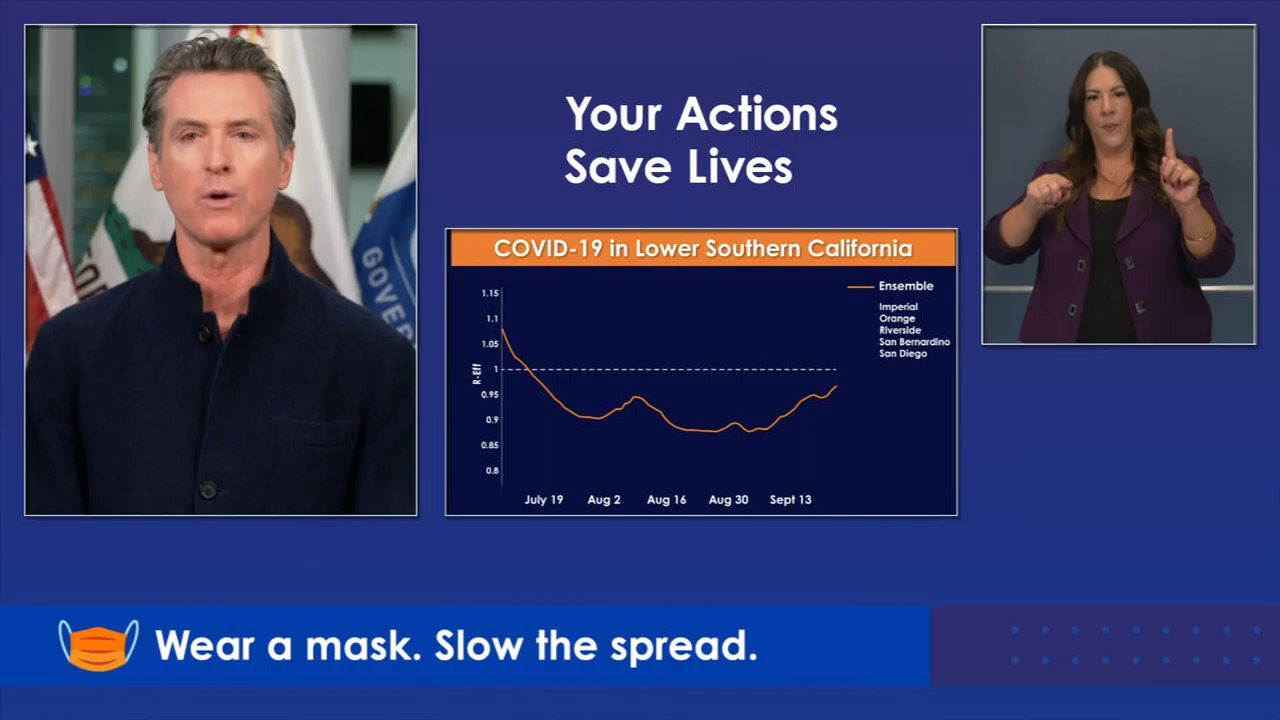 Your Actions
Save Lives
COVID-19 in Lower Southern California
Ensemble
Imperial
Orange
Riverside
San Bernardino
San Diego
R-Eff
1.15
1.1
1.05
1
0.95
0.9
0.85
0.8
July 19 Aug 2 Aug 16 Aug 30 Sept 13
GOVER
Wear a mask. Slow the spread.